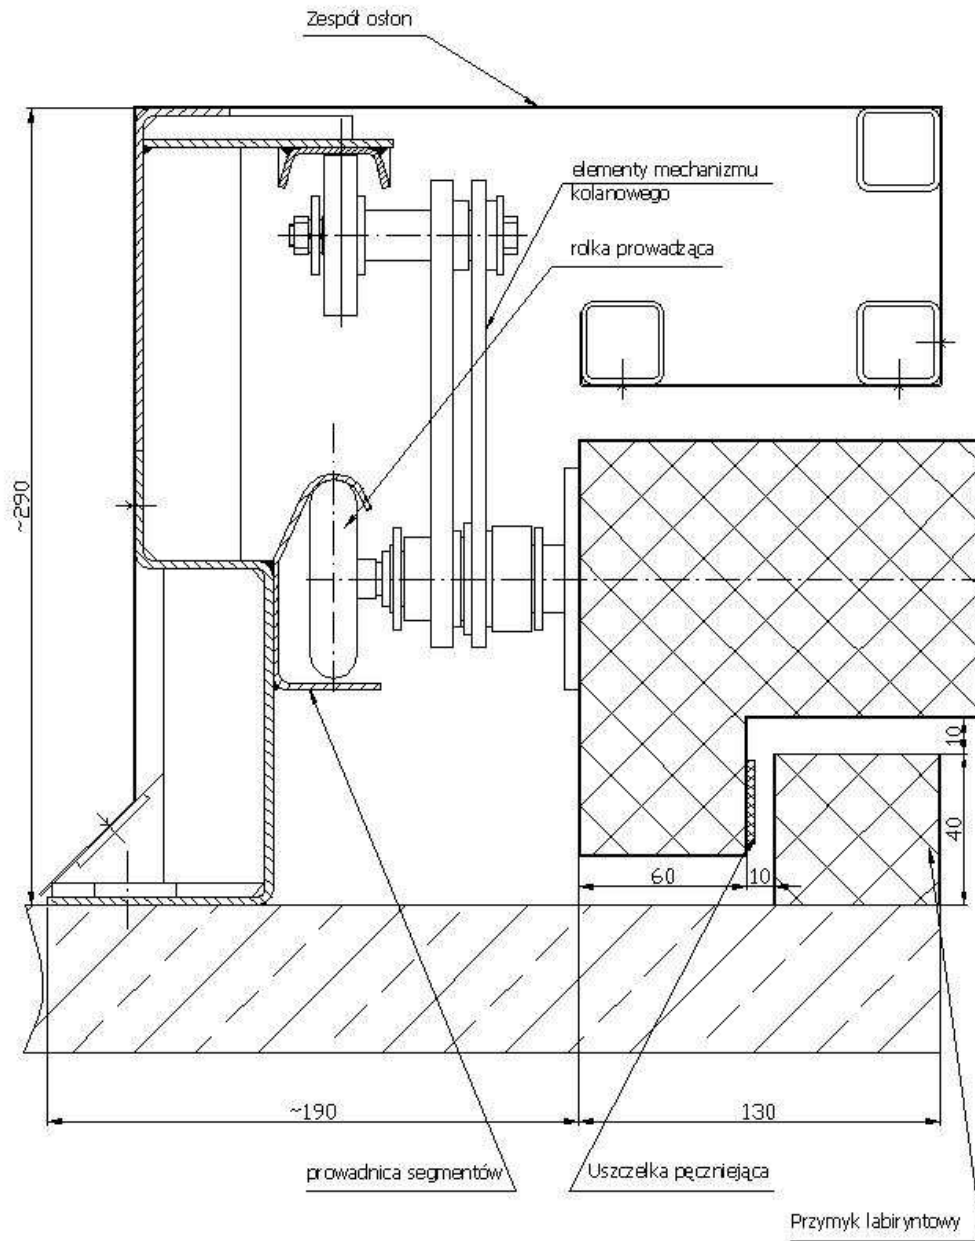 Zespół osłon
elementy mechanizmu
kolanowego
rolka prowadząca
~290
10
40
60
10
~190
130
prowadnica segmentów
Uszczelka pęczniejąca
Przymyk labiryntowy